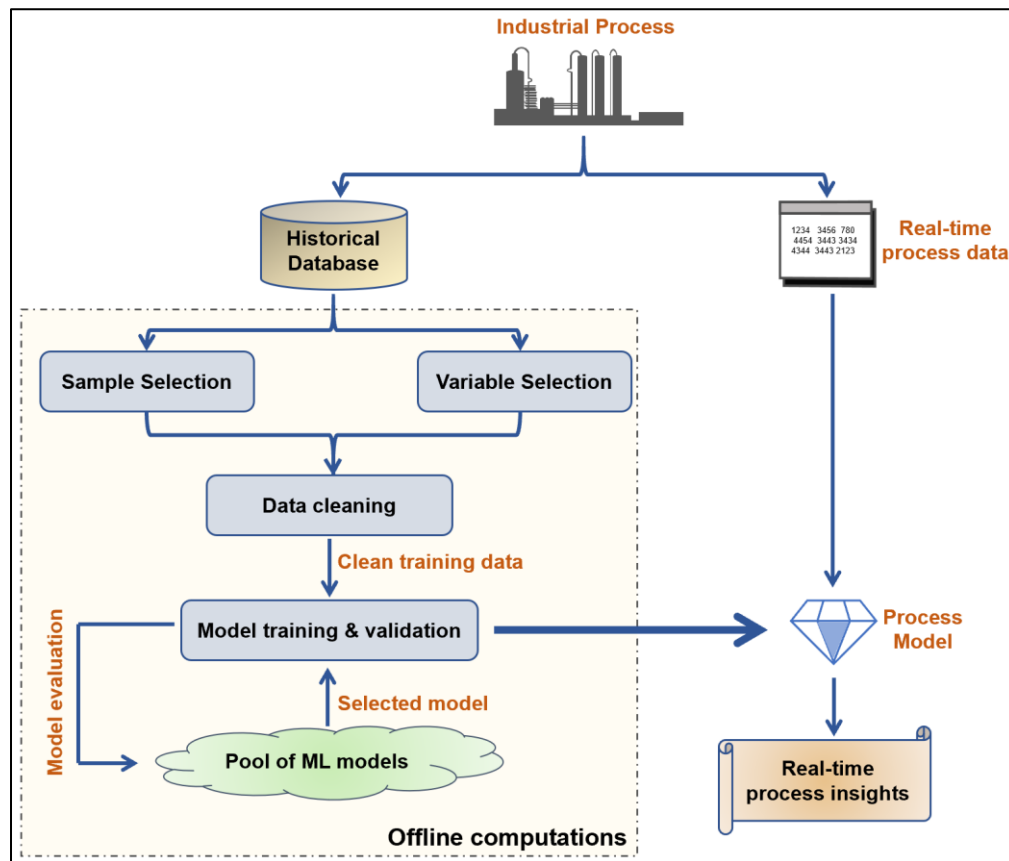 Industrial Process
Historical
Database
1234 3456 780
4454 3443 3434
4344 3443 2123
Real-time
process data
Sample Selection
Variable Selection
Data cleaning
Clean training data
Model training & validation
Process
Model
Model evaluation
Selected model
Pool of ML models
Real-time
process insights
Offline computations